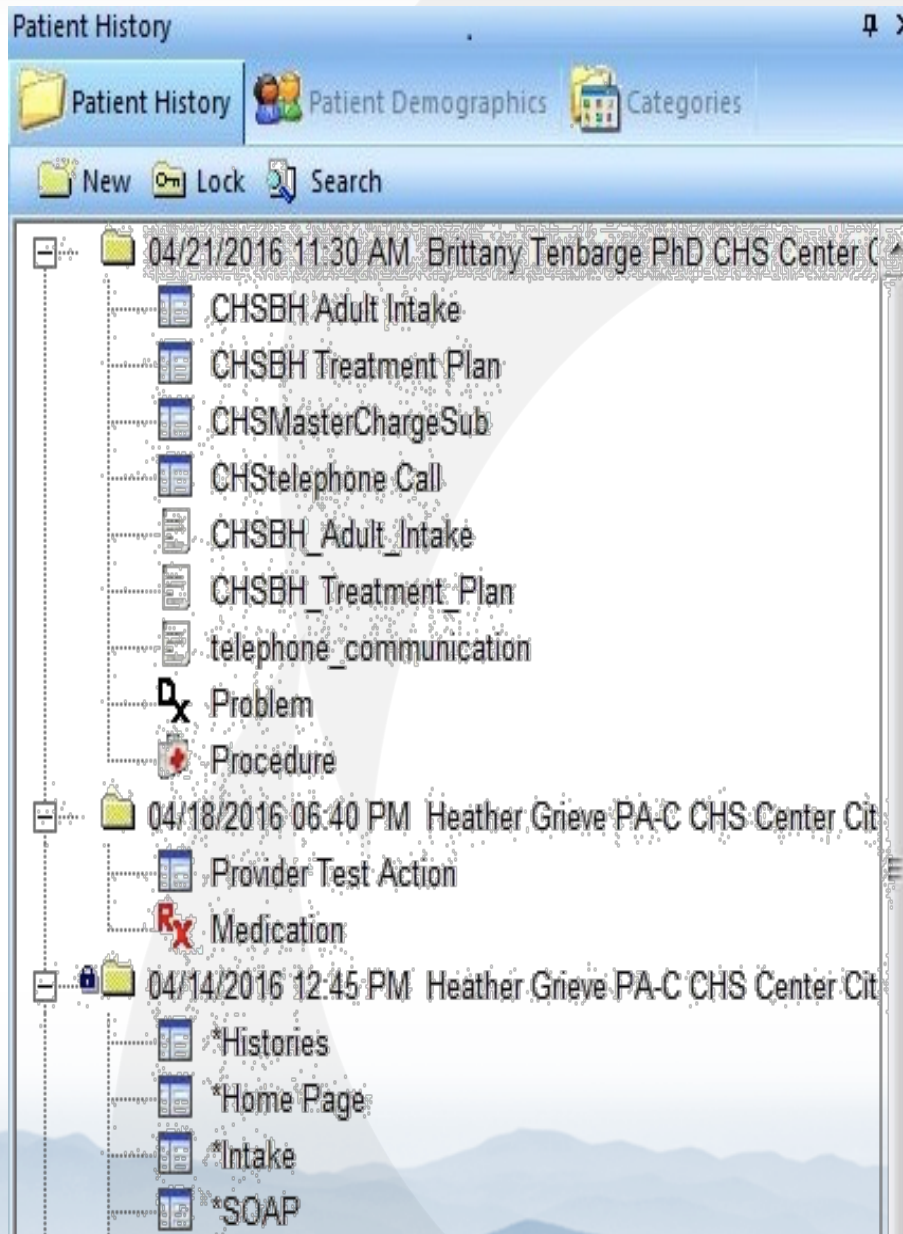 Patient History
Patient History Patient Demographics Categories
New Lock Search
04/21/2016 11:30 AM Brittany Tenbarge PhD CHS Center C
CHSBH Adult Intake
CHSBH Treatment Plan
CHSMasterChargeSub
CHStelephone Call
CHSBH_Adult_Intake
CHSBH_Treatment_Plan
telephone_communication
Dx Problem
Procedure
04/18/2016 06:40 PM Heather Grieve PA-C CHS Center Cit
Provider Test Action
Rx Medication
04/14/2016 12:45 PM Heather Grieve PA-C CHS Center Cit
*Histories
*Home Page
*Intake
*SOAP